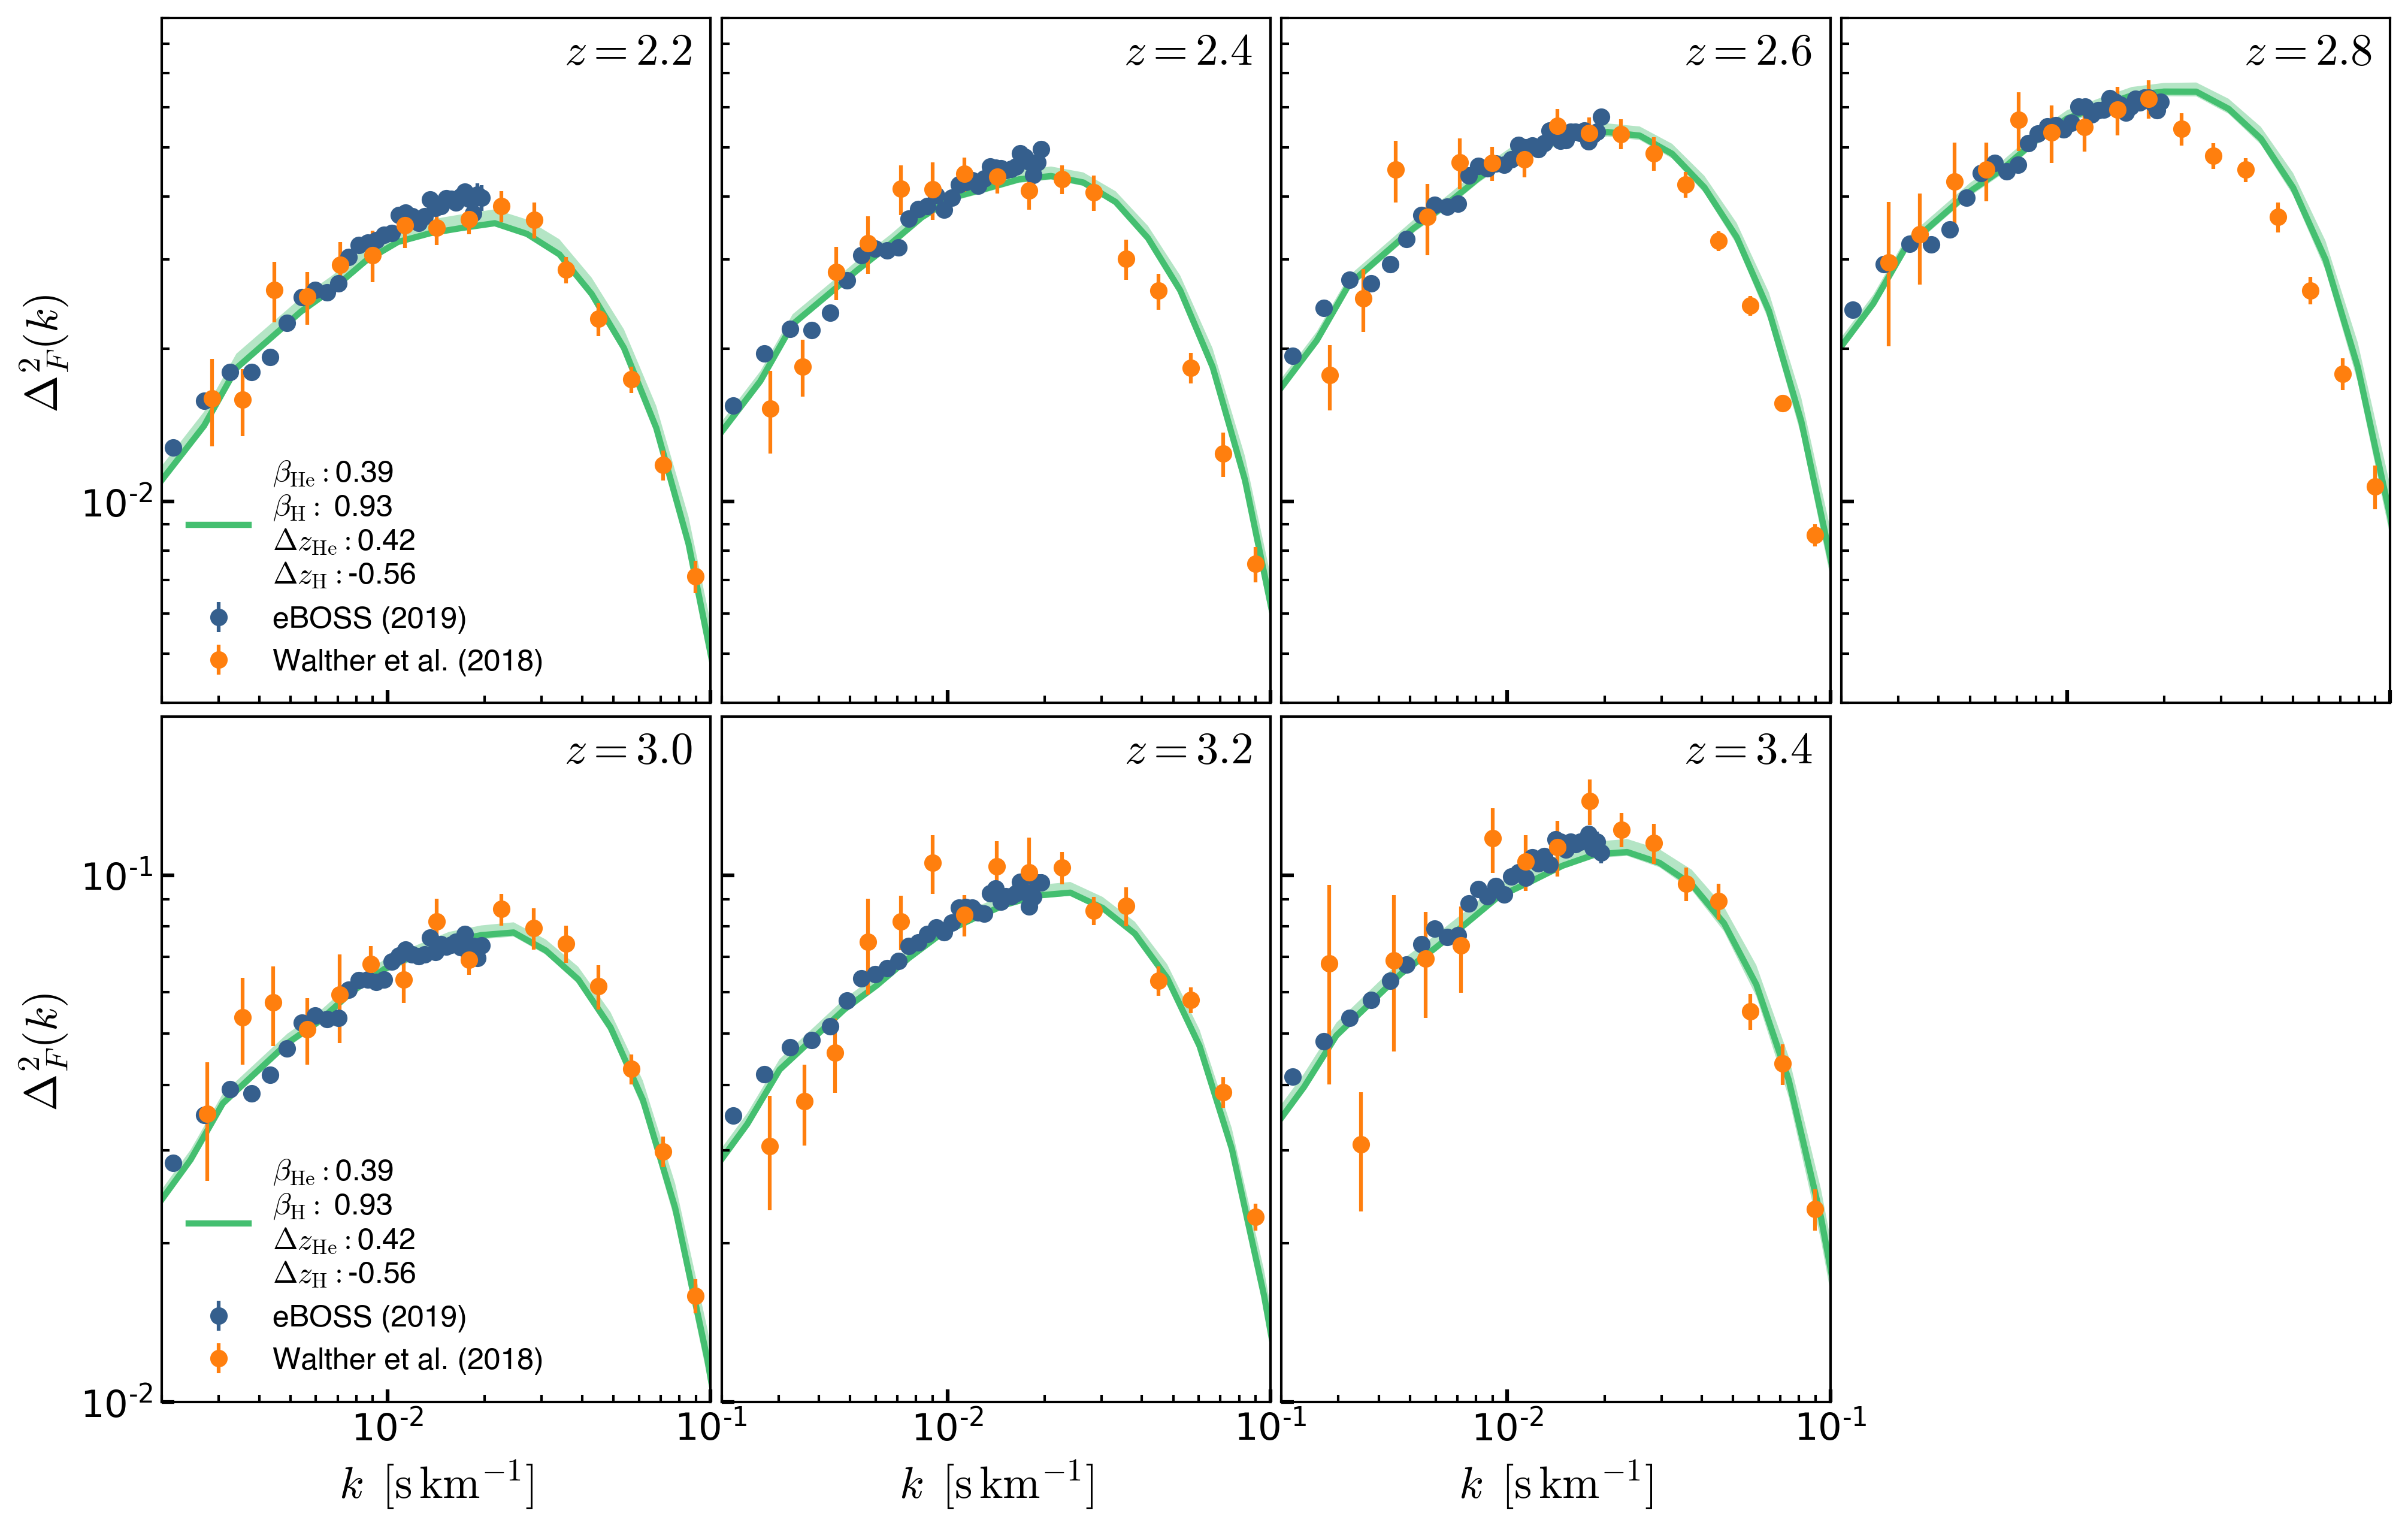 z = 2.2
z = 2.4
z = 2.6
z = 2.8
Δ²_F(k)
10⁻²
β_He : 0.39
β_H : 0.93
Δz_He : 0.42
Δz_H : -0.56
eBOSS (2019)
Walther et al. (2018)
z = 3.0
z = 3.2
z = 3.4
Δ²_F(k)
10⁻¹
10⁻²
β_He : 0.39
β_H : 0.93
Δz_He : 0.42
Δz_H : -0.56
eBOSS (2019)
Walther et al. (2018)
10⁻² 10⁻¹ 10⁻² 10⁻¹ 10⁻² 10⁻¹
k [s km⁻¹] k [s km⁻¹] k [s km⁻¹]